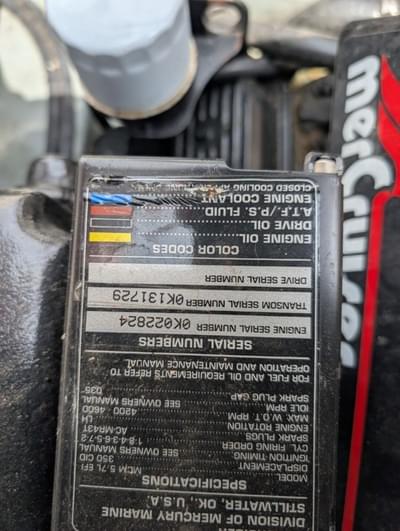 DIVISION OF MERCURY MARINE
STILLWATER, OK., U.S.A.
SPECIFICATIONS
MODEL MCM 5.7L EFI
DISPLACEMENT 350 CID
IGNITION TIMING SEE OWNERS MANUAL
CYL. FIRING ORDER 1-8-4-3-6-5-7-2
SPARK PLUGS AC-MR43T
ENGINE ROTATION LH
MAX. W.O.T. RPM 4200-4600
IDLE RPM SEE OWNERS MANUAL
SPARK PLUG GAP .035
FOR FUEL AND OIL REQUIREMENTS REFER TO
OPERATION AND MAINTENANCE MANUAL
SERIAL NUMBERS
ENGINE SERIAL NUMBER 0K022824
TRANSOM SERIAL NUMBER 0K131729
DRIVE SERIAL NUMBER
COLOR CODES
ENGINE OIL
DRIVE OIL
A.T.F./P.S. FLUID
ENGINE COOLANT
CLOSED COOLING
merCruiser